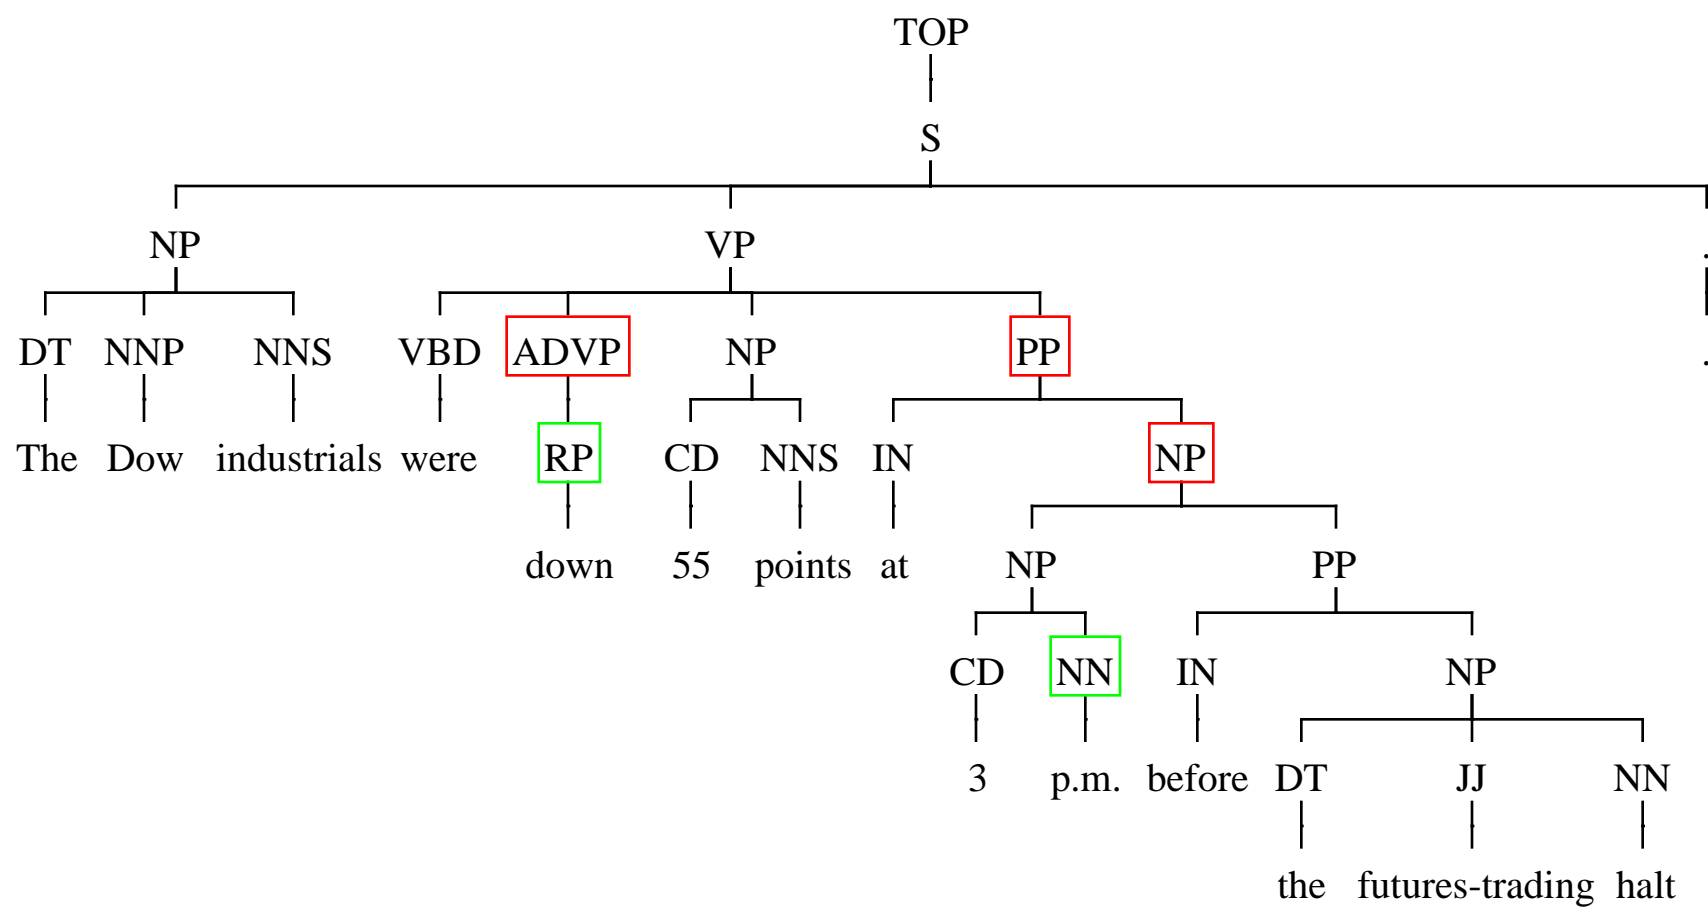 TOP
S
NP VP .
DT NNP NNS VBD ADVP NP PP .
The Dow industrials were RP CD NNS IN NP
down 55 points at NP PP
CD NN IN NP
3 p.m. before DT JJ NN
the futures-trading halt